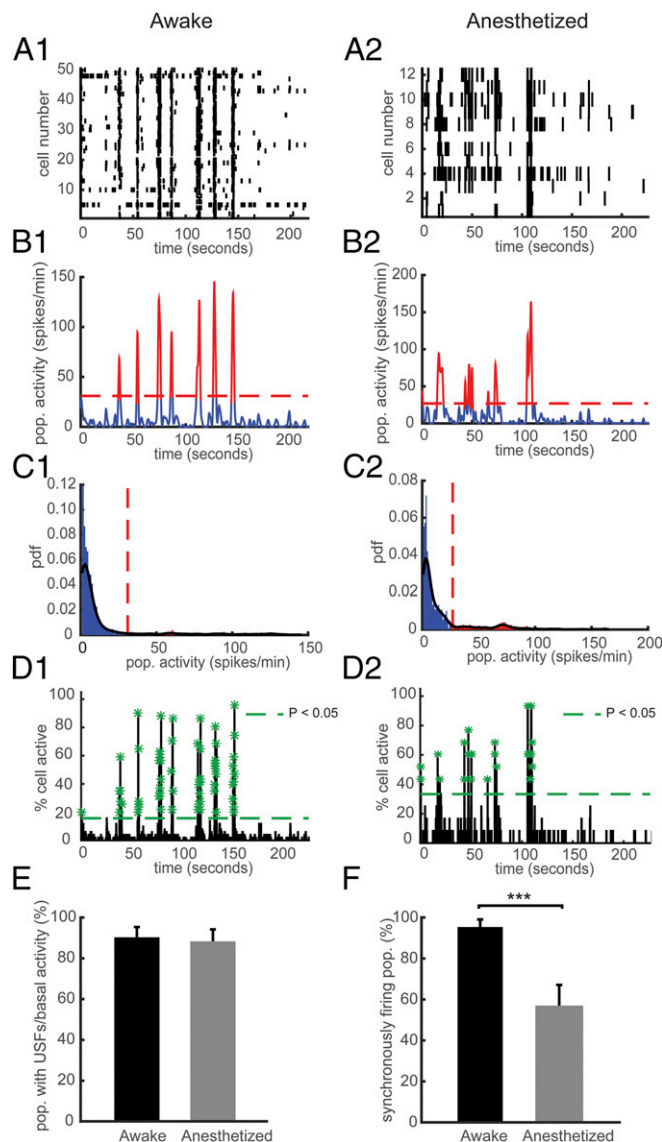 Awake
Anesthetized
A1
50
40
30
20
10
cell number
0 50 100 150 200
time (seconds)
A2
12
10
8
6
4
2
cell number
0 50 100 150 200
time (seconds)
B1
150
100
50
0
pop. activity (spikes/min)
0 50 100 150 200
time (seconds)
B2
200
150
100
50
0
pop. activity (spikes/min)
0 50 100 150 200
time (seconds)
C1
0.12
0.10
0.08
0.06
0.04
0.02
0
pdf
0 50 100 150
pop. activity (spikes/min)
C2
0.08
0.06
0.04
0.02
0
pdf
0 50 100 150 200
pop. activity (spikes/min)
D1
100
80
60
40
20
0
% cell active
P < 0.05
0 50 100 150 200
time (seconds)
D2
100
80
60
40
20
0
% cell active
P < 0.05
0 50 100 150 200
time (seconds)
E
100
80
60
40
20
0
pop. with USFs/basal activity (%)
Awake Anesthetized
F
100
80
60
40
20
0
synchronously firing pop. (%)
***
Awake Anesthetized